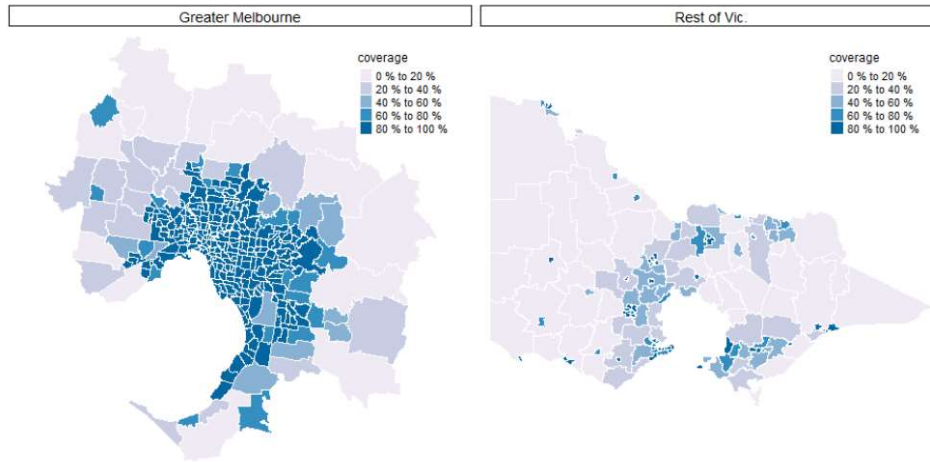 Greater Melbourne
coverage
0 % to 20 %
20 % to 40 %
40 % to 60 %
60 % to 80 %
80 % to 100 %
Rest of Vic.
coverage
0 % to 20 %
20 % to 40 %
40 % to 60 %
60 % to 80 %
80 % to 100 %